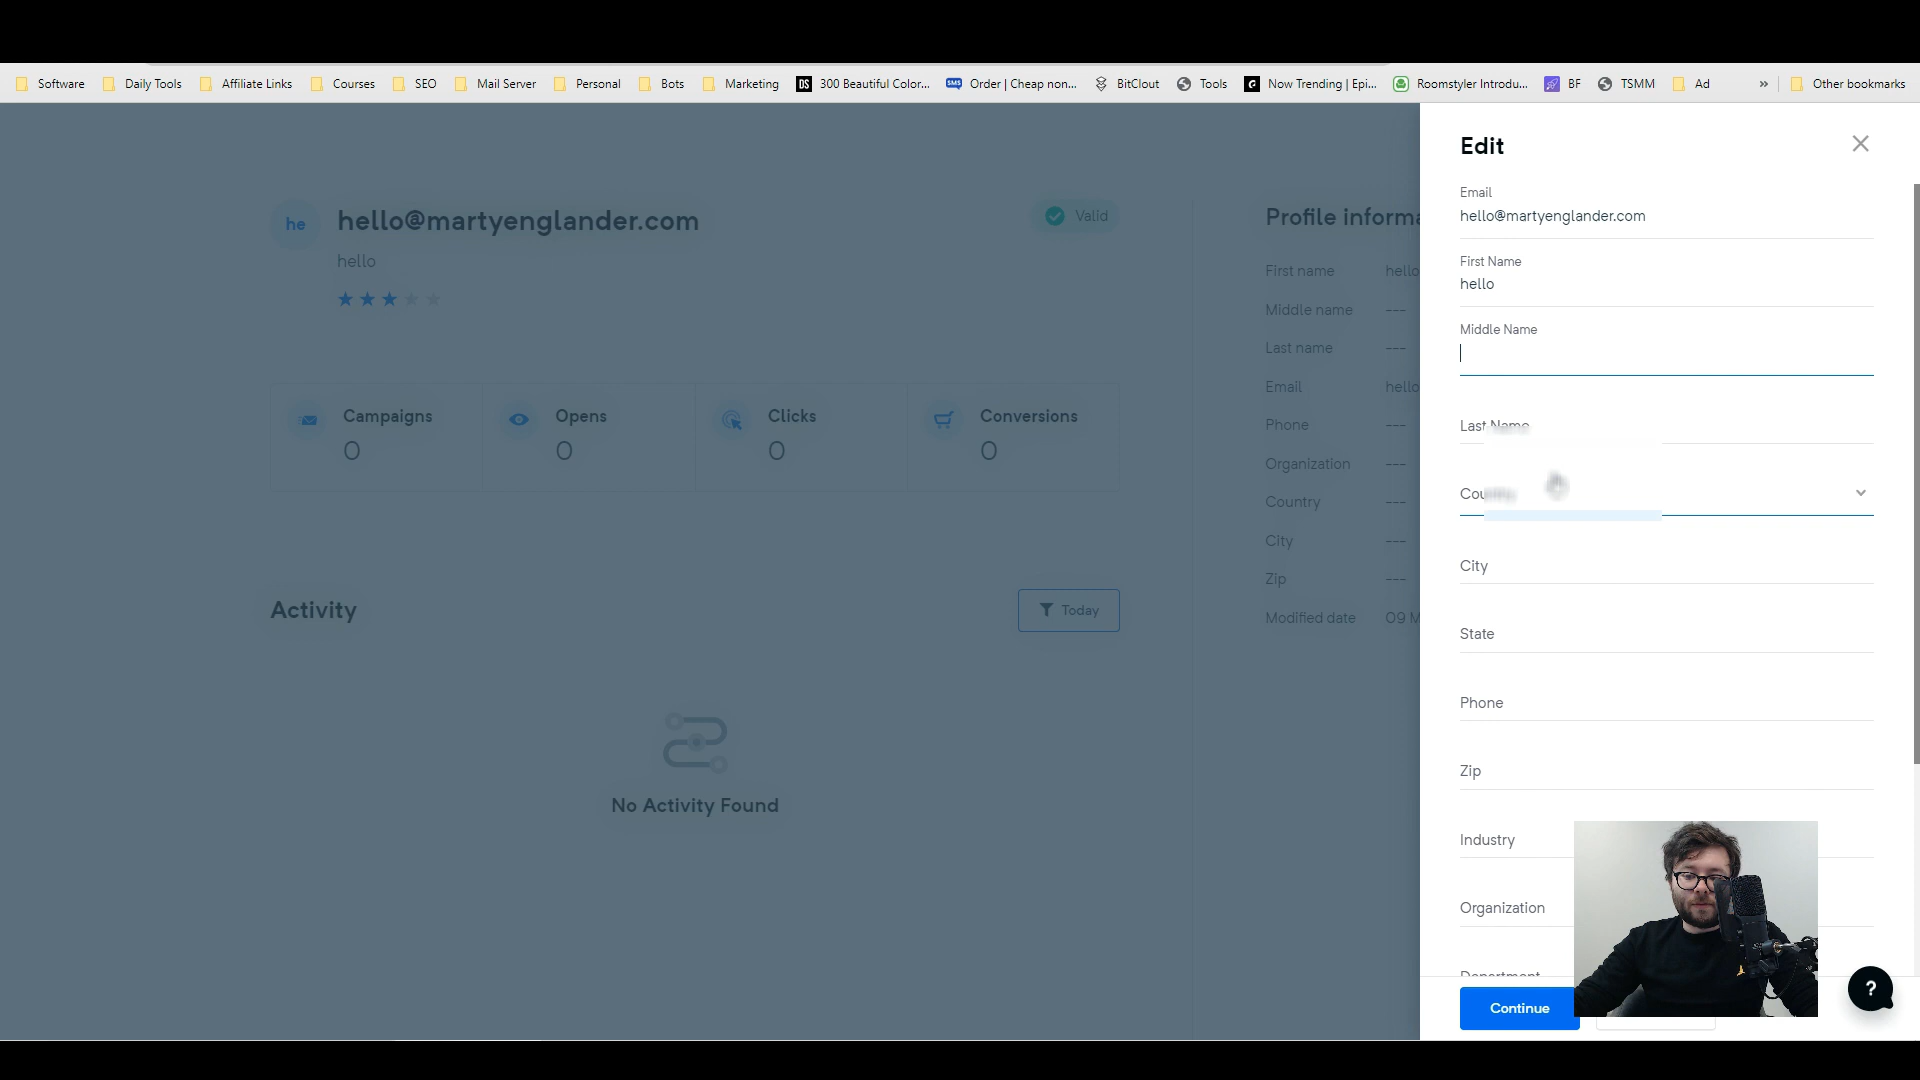 Software Daily Tools Affiliate Links Courses SEO Mail Server Personal Bots Marketing DS 300 Beautiful Color... SMS Order | Cheap non... BitClout Tools Now Trending | Epi... Roomstyler Introdu... BF TSMM Ad » Other bookmarks
he
hello@martyenglander.com
Valid
hello
Campaigns
0
Opens
0
Clicks
0
Conversions
0
Activity
Today
No Activity Found
Profile informa
First name hello
Middle name ---
Last name ---
Email hello
Phone ---
Organization ---
Country ---
City ---
Zip ---
Modified date 09 M
Edit
Email
hello@martyenglander.com
First Name
hello
Middle Name
Last Name
City
State
Phone
Zip
Industry
Organization
Department
Continue
?